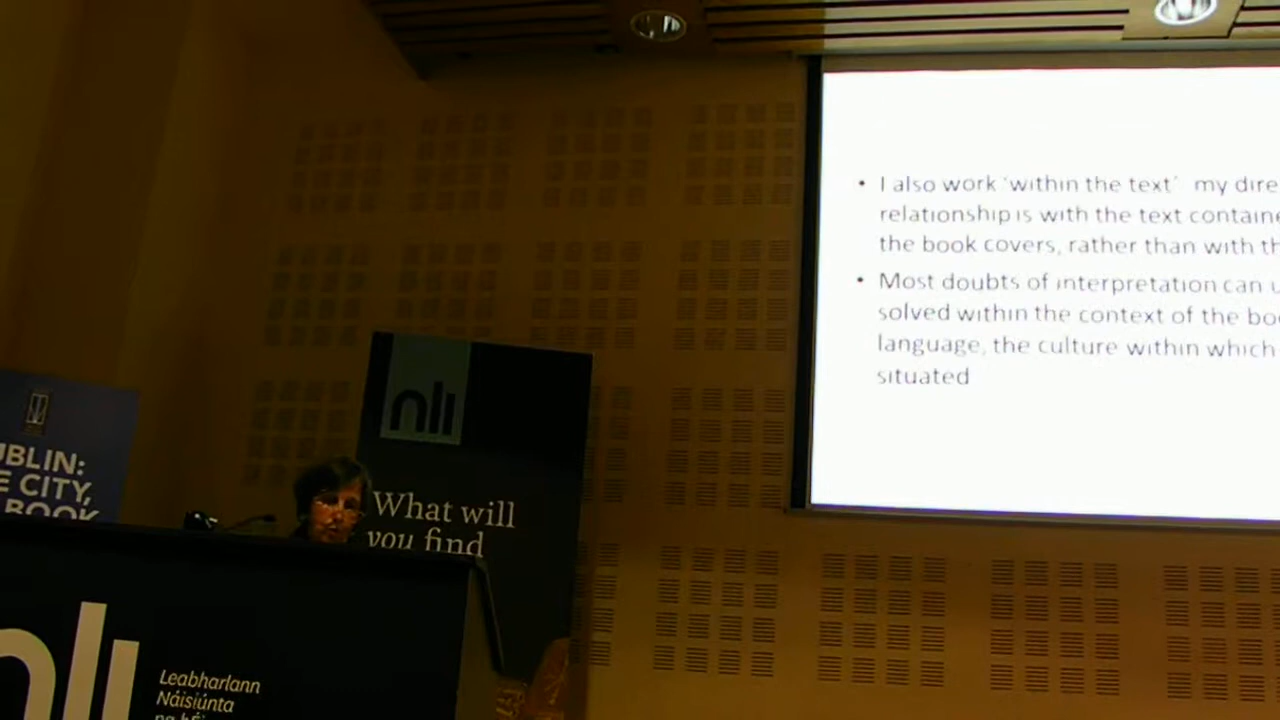 • I also work 'within the text' my dire
relationship is with the text containe
the book covers, rather than with th
• Most doubts of interpretation can u
solved within the context of the boo
language, the culture within which
situated
nli
What will
you find
UBLIN:
E CITY,
BOOK
nli
Leabharlann
Náisiúnta